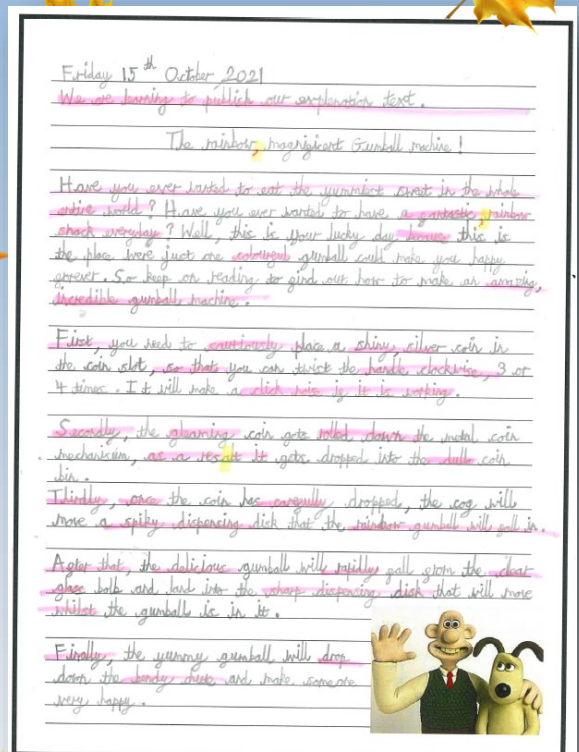 Friday 15th October 2021
We are learning to publish our explanation text.
The rainbow, magnificent Gumball machine!
Have you ever wanted to eat the yummiest sweet in the whole
entire world? Have you ever wanted to have a fantastic, rainbow
snack everyday? Well, this is your lucky day because this is
the place were just one colourful gumball could make you happy
forever. So keep on reading to find out how to make an amazing,
incredible gumball machine.
First, you need to cautiously place a shiny, silver coin in
the coin slot, so that you can twist the handle clockwise, 3 or
4 times. It will make a click noise if it is working.
Secondly, the gleaming coin gets rolled down the metal coin
mechanism, as a result it gets dropped into the dull coin
bin.
Thirdly, once the coin has carefully dropped, the cog will
move a spiky dispensing disk that the rainbow gumball will fall in.
After that, the delicious gumball will rapidly fall from the clear
glass bolb and land into the sharp dispensing disk that will move
whilst the gumball is in it.
Finally, the yummy gumball will drop
down the bendy and make someone
very happy.